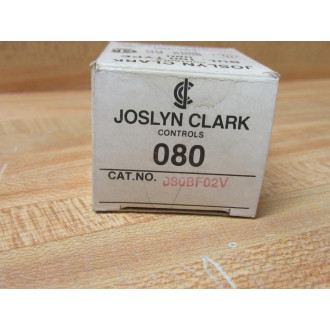 JOSLYN CLARK
CONTROLS
080
CAT.NO. 080BF02V